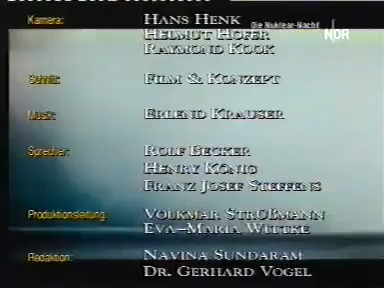 Kamera: HANS HENK
Die Nuklear-Nacht
NDR
HELMUT HOFER
RAYMOND KOOK
Schnitt: FILM & KONZEPT
Musik: ERLEND KRAUSER
Sprecher: ROLF BECKER
HENRY KÖNIG
FRANZ JOSEF STEFFENS
Produktionsleitung: VOLKMAR STRÜßMANN
EVA-MARIA WITTKE
Redaktion: NAVINA SUNDARAM
DR. GERHARD VOGEL